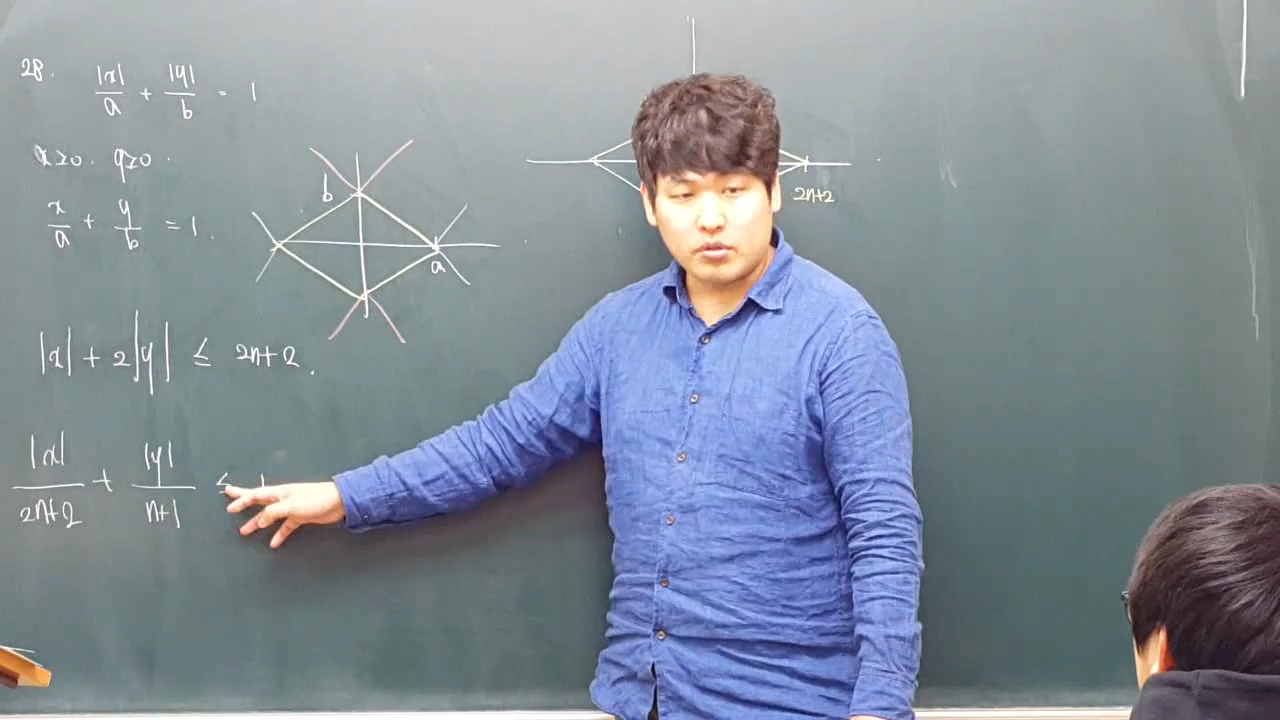 28.
|x|/a + |y|/b = 1
x≥0. y≥0.
x/a + y/b = 1.
b
a
2n+2
|x| + 2|y| ≤ 2n+2.
|x|/2n+2 + |y|/n+1 ≤ 1